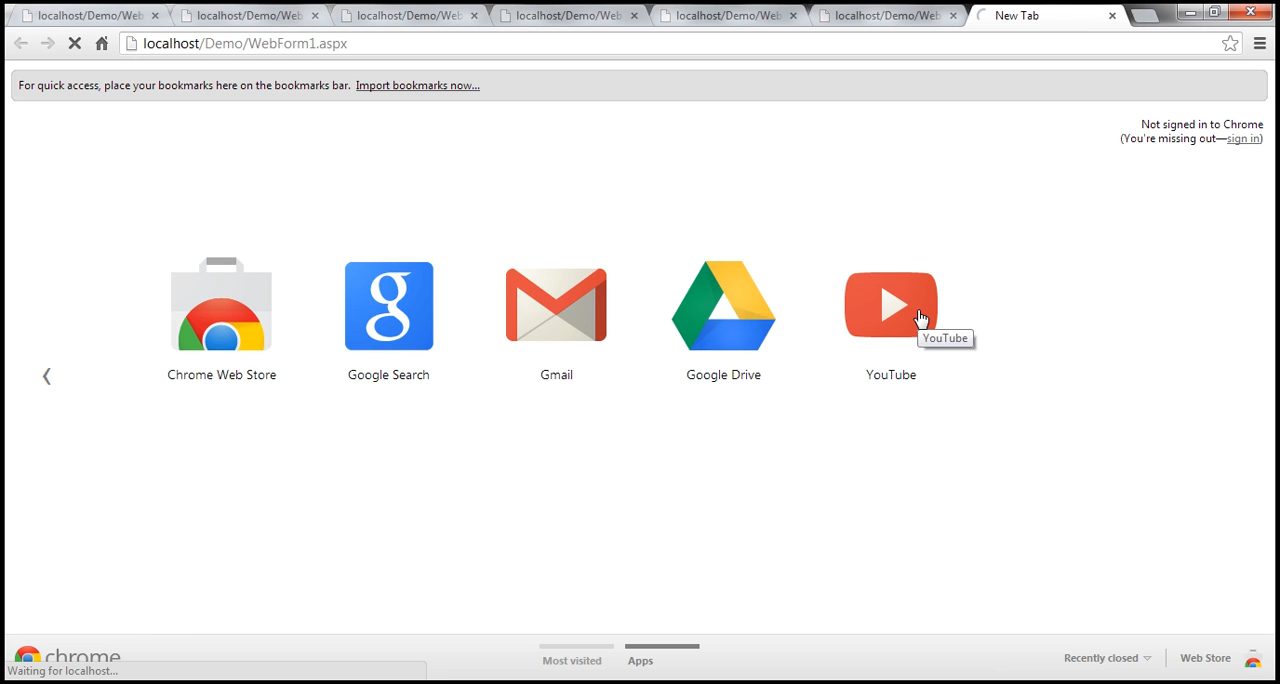 localhost/Demo/Web localhost/Demo/Web localhost/Demo/Web localhost/Demo/Web localhost/Demo/Web localhost/Demo/Web New Tab
localhost/Demo/WebForm1.aspx
For quick access, place your bookmarks here on the bookmarks bar. Import bookmarks now...
Not signed in to Chrome
(You're missing out—sign in)
g
YouTube
Chrome Web Store Google Search Gmail Google Drive YouTube
chrome
Waiting for localhost...
Most visited Apps Recently closed Web Store